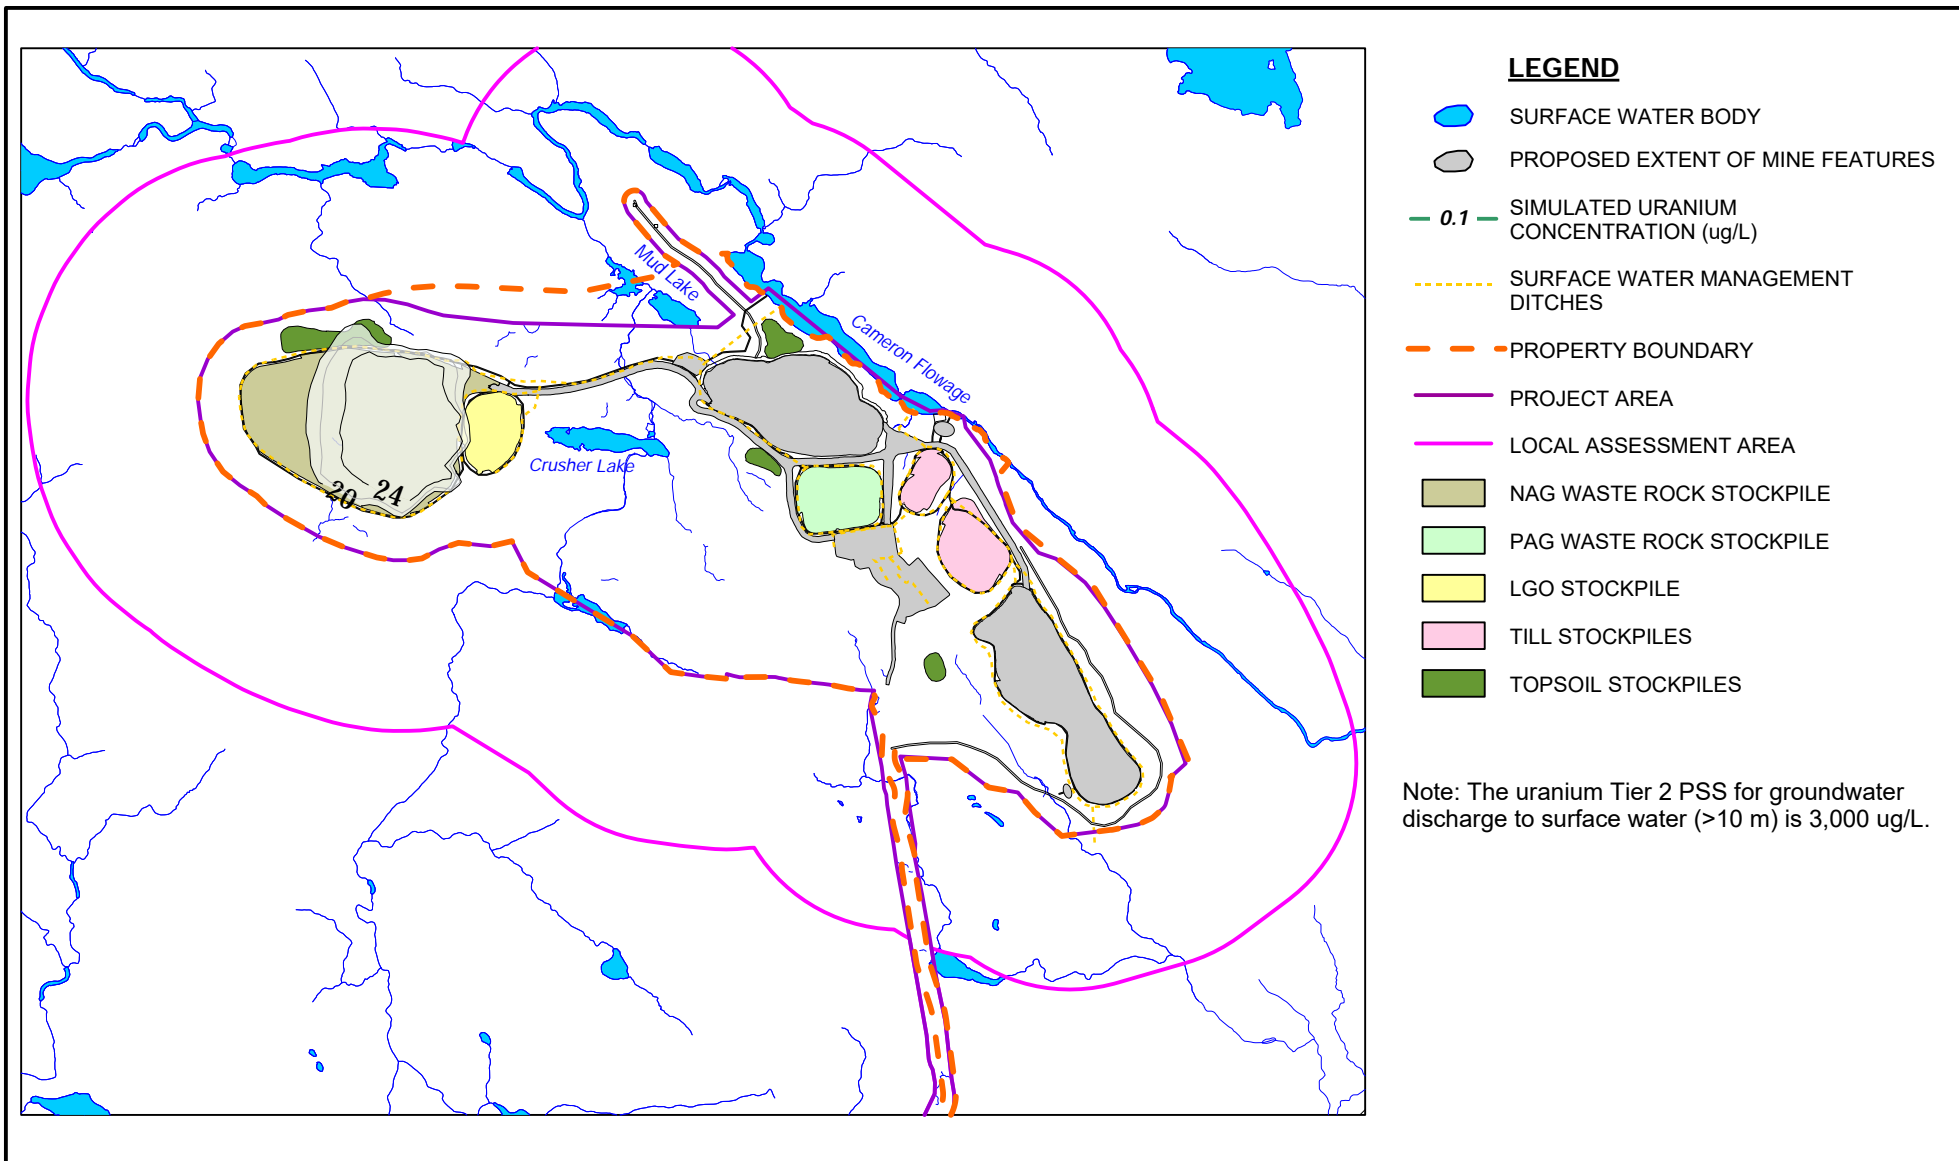 LEGEND
SURFACE WATER BODY
PROPOSED EXTENT OF MINE FEATURES
0.1
SIMULATED URANIUM
CONCENTRATION (ug/L)
SURFACE WATER MANAGEMENT
DITCHES
PROPERTY BOUNDARY
PROJECT AREA
LOCAL ASSESSMENT AREA
NAG WASTE ROCK STOCKPILE
PAG WASTE ROCK STOCKPILE
LGO STOCKPILE
TILL STOCKPILES
TOPSOIL STOCKPILES
Note: The uranium Tier 2 PSS for groundwater
discharge to surface water (>10 m) is 3,000 ug/L.
Mud Lake
Cameron Flowage
Crusher Lake
20
24